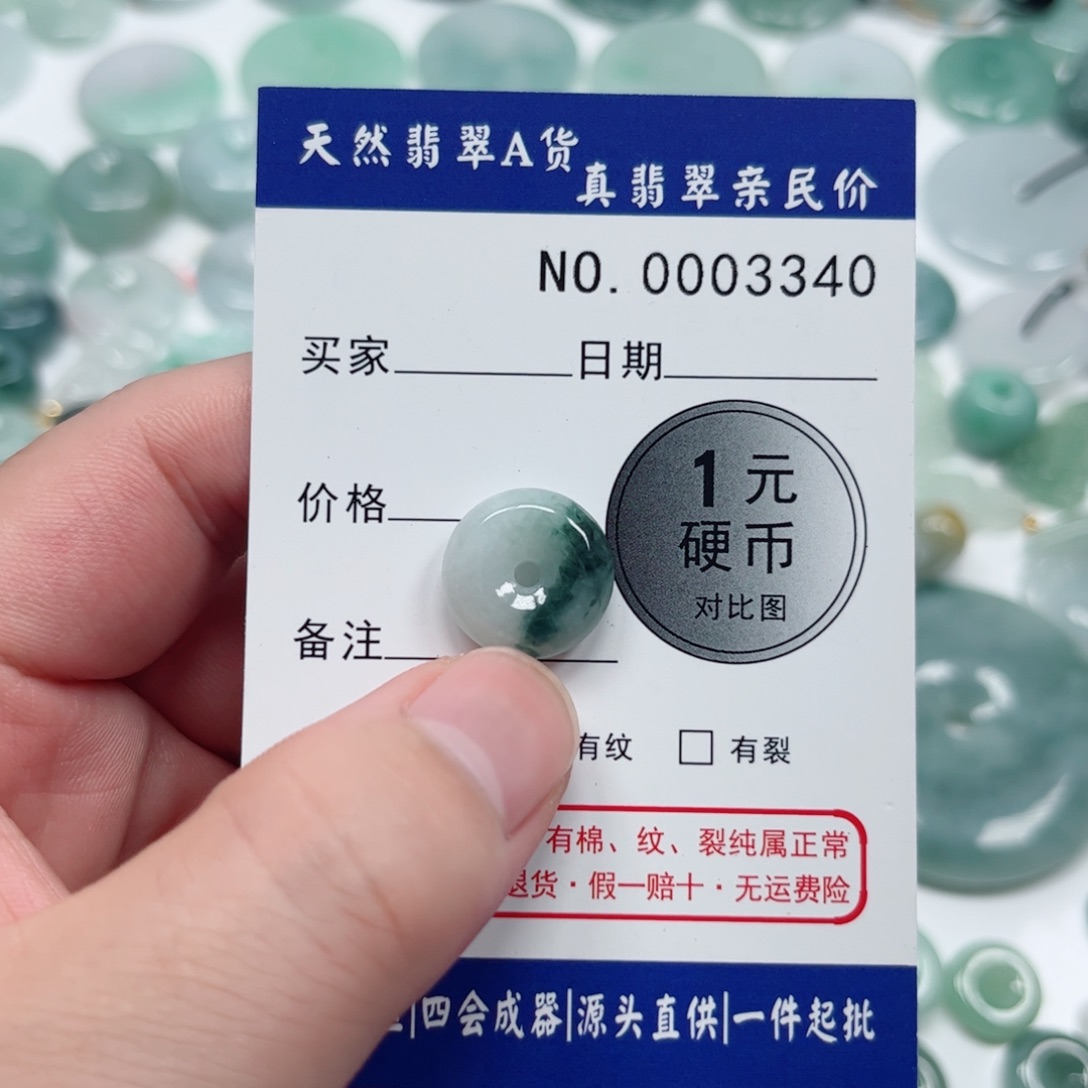 天然翡翠A货
真翡翠亲民价
NO. 0003340
买家 日期
1元
硬币
对比图
价格
备注
有纹 □ 有裂
有棉、纹、裂纯属正常
退货·假一赔十·无运费险
|四会成器|源头直供|一件起批